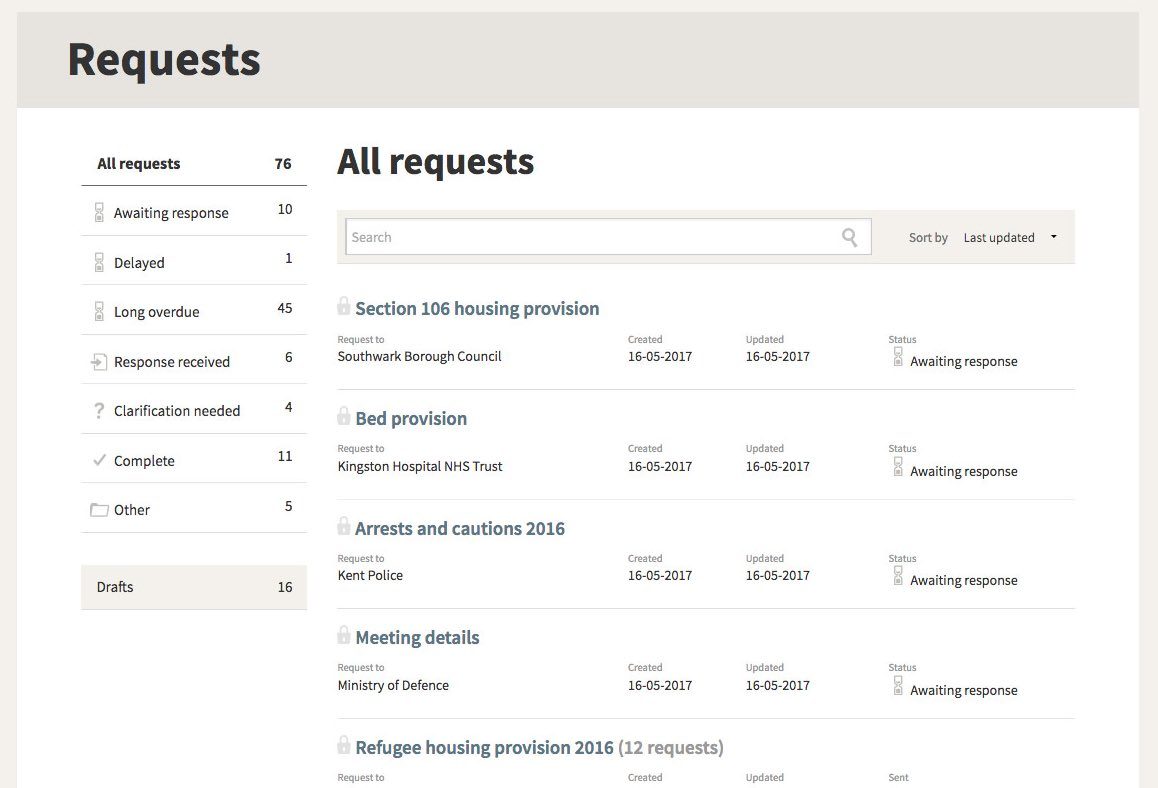 Requests
All requests 76
Awaiting response 10
Delayed 1
Long overdue 45
Response received 6
Clarification needed 4
Complete 11
Other 5
Drafts 16
All requests
Search Sort by Last updated
Section 106 housing provision
Request to Created Updated Status
Southwark Borough Council 16-05-2017 16-05-2017 Awaiting response
Bed provision
Request to Created Updated Status
Kingston Hospital NHS Trust 16-05-2017 16-05-2017 Awaiting response
Arrests and cautions 2016
Request to Created Updated Status
Kent Police 16-05-2017 16-05-2017 Awaiting response
Meeting details
Request to Created Updated Status
Ministry of Defence 16-05-2017 16-05-2017 Awaiting response
Refugee housing provision 2016 (12 requests)
Request to Created Updated Sent